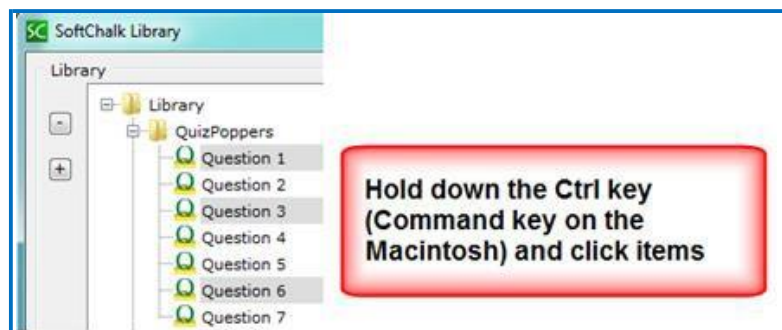 SC SoftChalk Library
Library
-
+
Library
QuizPoppers
Question 1
Question 2
Question 3
Question 4
Question 5
Question 6
Question 7
Hold down the Ctrl key
(Command key on the
Macintosh) and click items